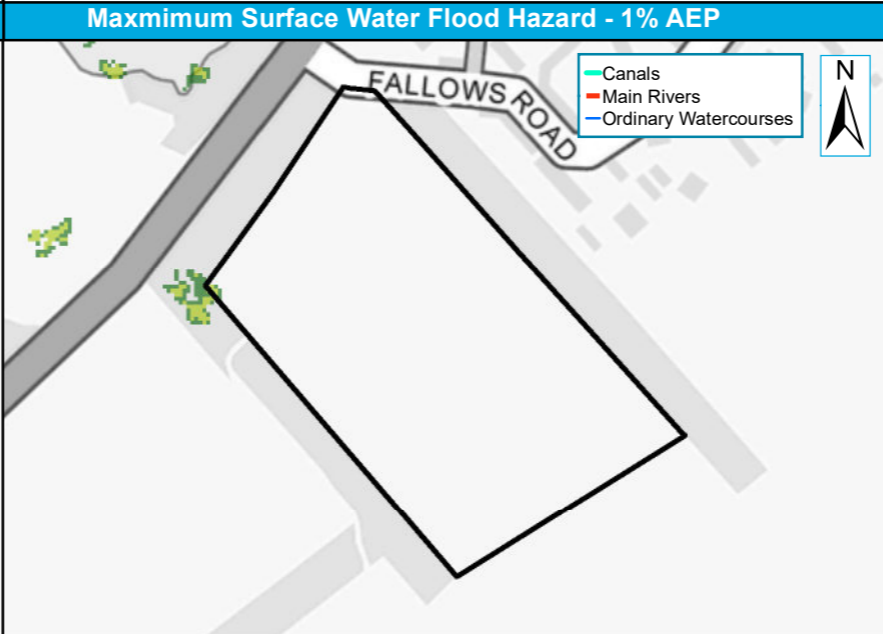 Maxmimum Surface Water Flood Hazard - 1% AEP
FALLOWS ROAD
Canals
Main Rivers
Ordinary Watercourses
N